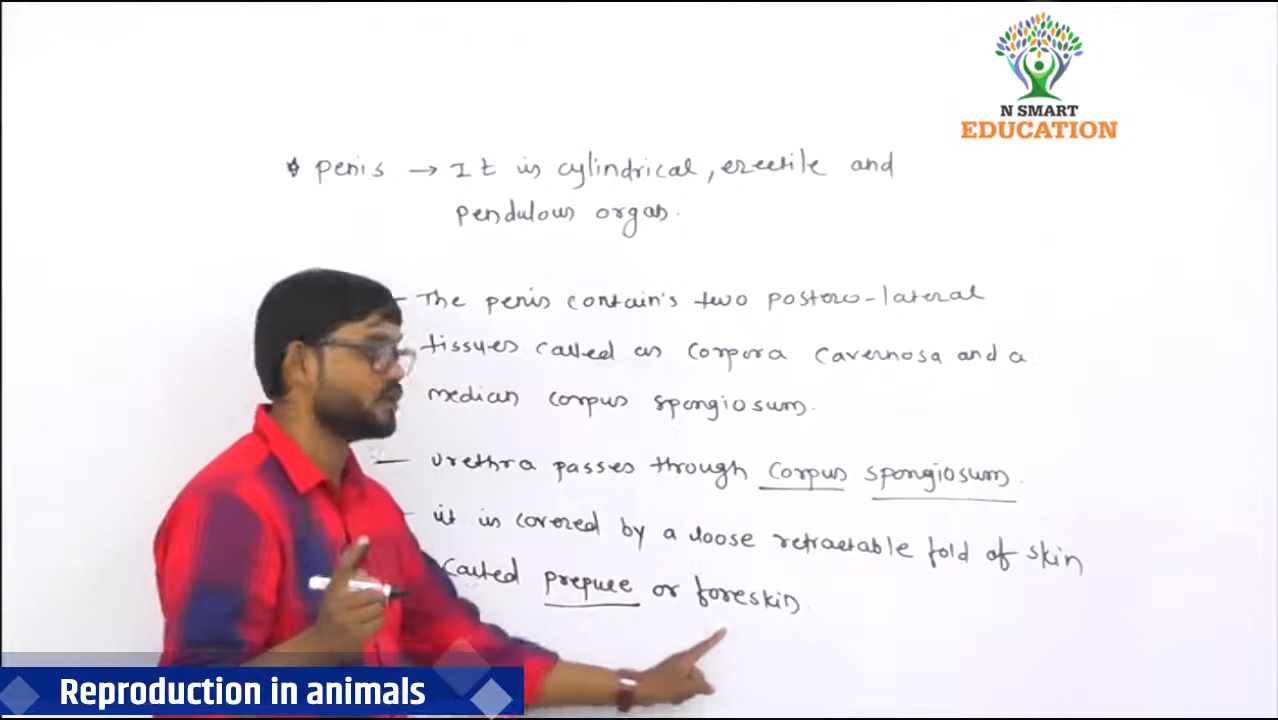 N SMART
EDUCATION
penis → It is cylindrical, erectile and
pendulous organ.
- The penis contain's two postero-lateral
tissues called as corpora cavernosa and a
median corpus spongiosum.
- urethra passes through corpus spongiosum.
- it is covered by a loose retractable fold of skin
called prepuce or foreskin.
Reproduction in animals